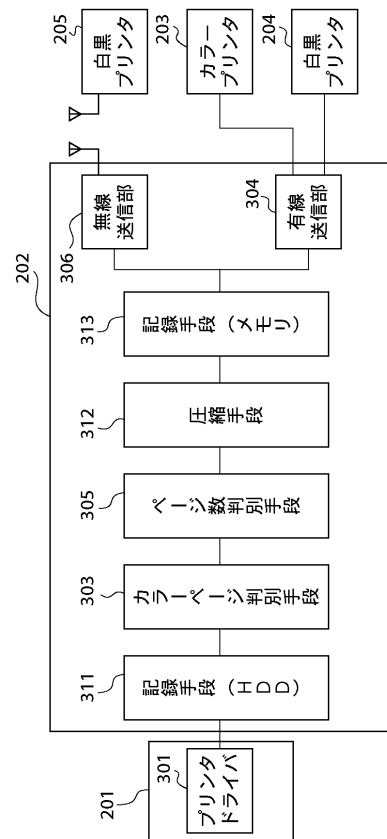 205
白黒
プリンタ
203
カラー
プリンタ
204
白黒
プリンタ
202
306
無線
送信部
304
有線
送信部
313
記録手段（メモリ）
312
圧縮手段
305
ページ数判別手段
303
カラーページ判別手段
311
記録手段（HDD）
201
301
プリンタ
ドライバ